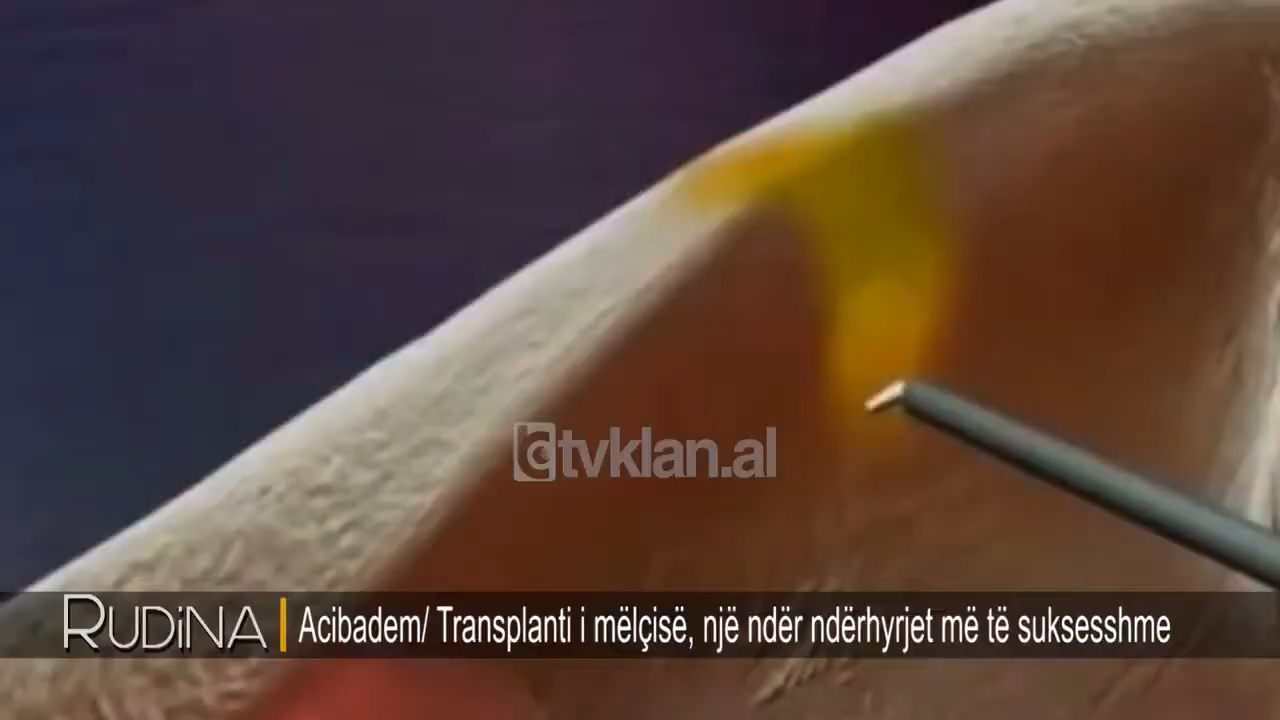 tvklan.al
RUDiNA
Acibadem/ Transplanti i mëlçisë, një ndër ndërhyrjet më të suksesshme